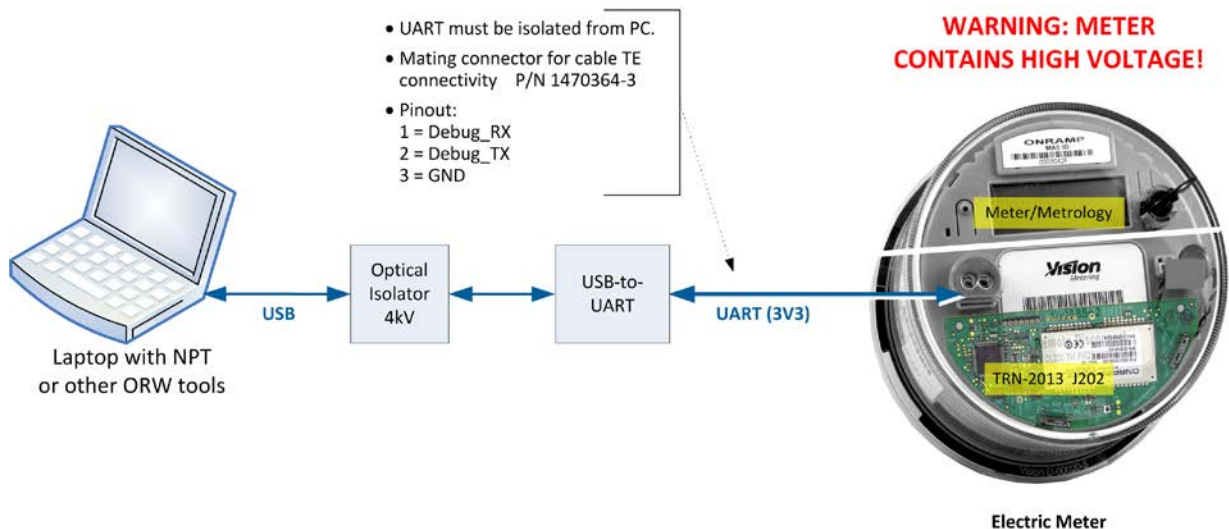 • UART must be isolated from PC.
• Mating connector for cable TE
connectivity P/N 1470364-3
• Pinout:
1 = Debug_RX
2 = Debug_TX
3 = GND
WARNING: METER
CONTAINS HIGH VOLTAGE!
ONRAMP
MAC ID
Meter/Metrology
Optical
Isolator
4kV
USB-to-
UART
USB
UART (3V3)
Vision
Metering
TRN-2013 J202
Laptop with NPT
or other ORW tools
Electric Meter